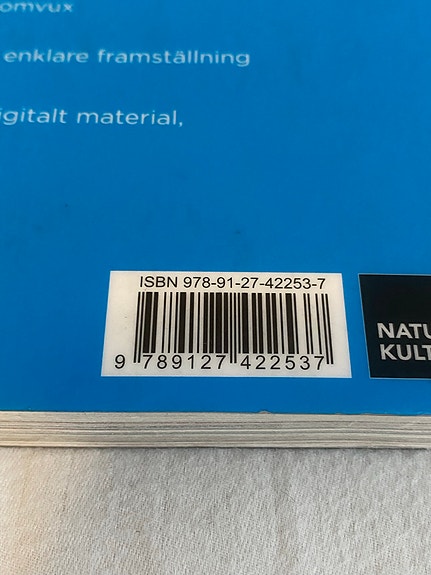 omvux
enklare framställning
igitalt material,
ISBN 978-91-27-42253-7
9 789127 422537
NATU
KULT